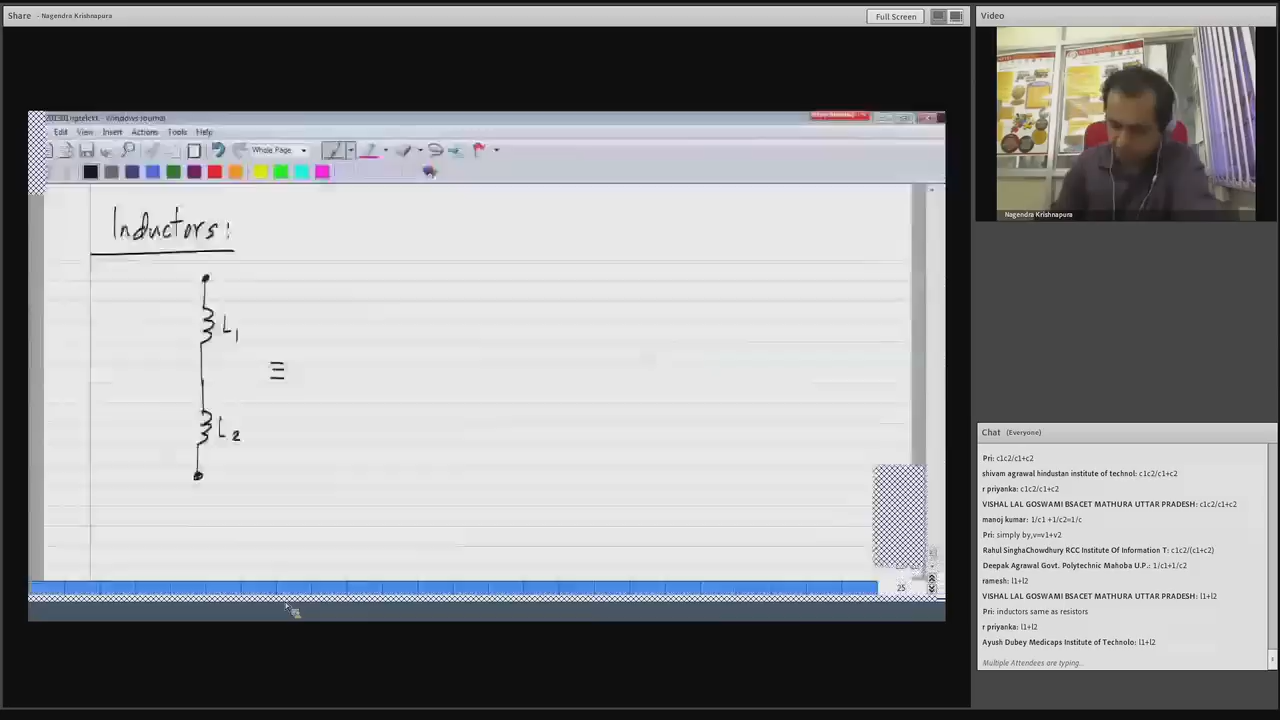 Share - Nagendra Krishnapura
Full Screen
Video
Windows Journal
Edit View Insert Actions Tools Help
Whole Page
Nagendra Krishnapura
Inductors:
L1
≡
L2
25
Chat (Everyone)
Pri: c1c2/c1+c2
shivam agrawal hindustan institute of technol: c1c2/c1+c2
r priyanka: c1c2/c1+c2
VISHAL LAL GOSWAMI BSACET MATHURA UTTAR PRADESH: c1c2/c1+c2
manoj kumar: 1/c1 +1/c2=1/c
Pri: simply by,v=v1+v2
Rahul SinghaChowdhury RCC Institute Of Information T: c1c2/(c1+c2)
Deepak Agrawal Govt. Polytechnic Mahoba U.P.: 1/c1+1/c2
ramesh: l1+l2
VISHAL LAL GOSWAMI BSACET MATHURA UTTAR PRADESH: l1+l2
Pri: inductors same as resistors
r priyanka: l1+l2
Ayush Dubey Medicaps Institute of Technolo: l1+l2
Multiple Attendees are typing...